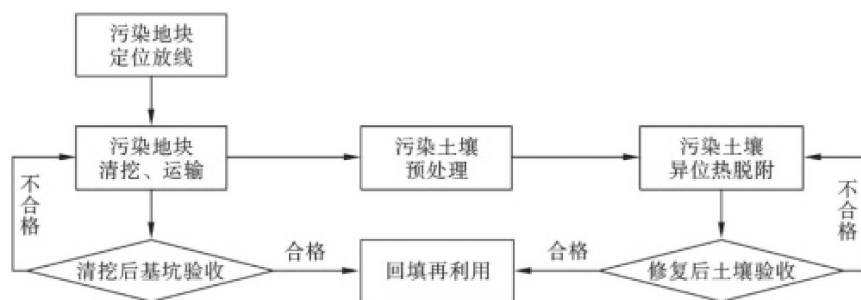 污染地块
定位放线
污染地块
清挖、运输
污染土壤
预处理
污染土壤
异位热脱附
不合格
不合格
清挖后基坑验收
合格
回填再利用
合格
修复后土壤验收